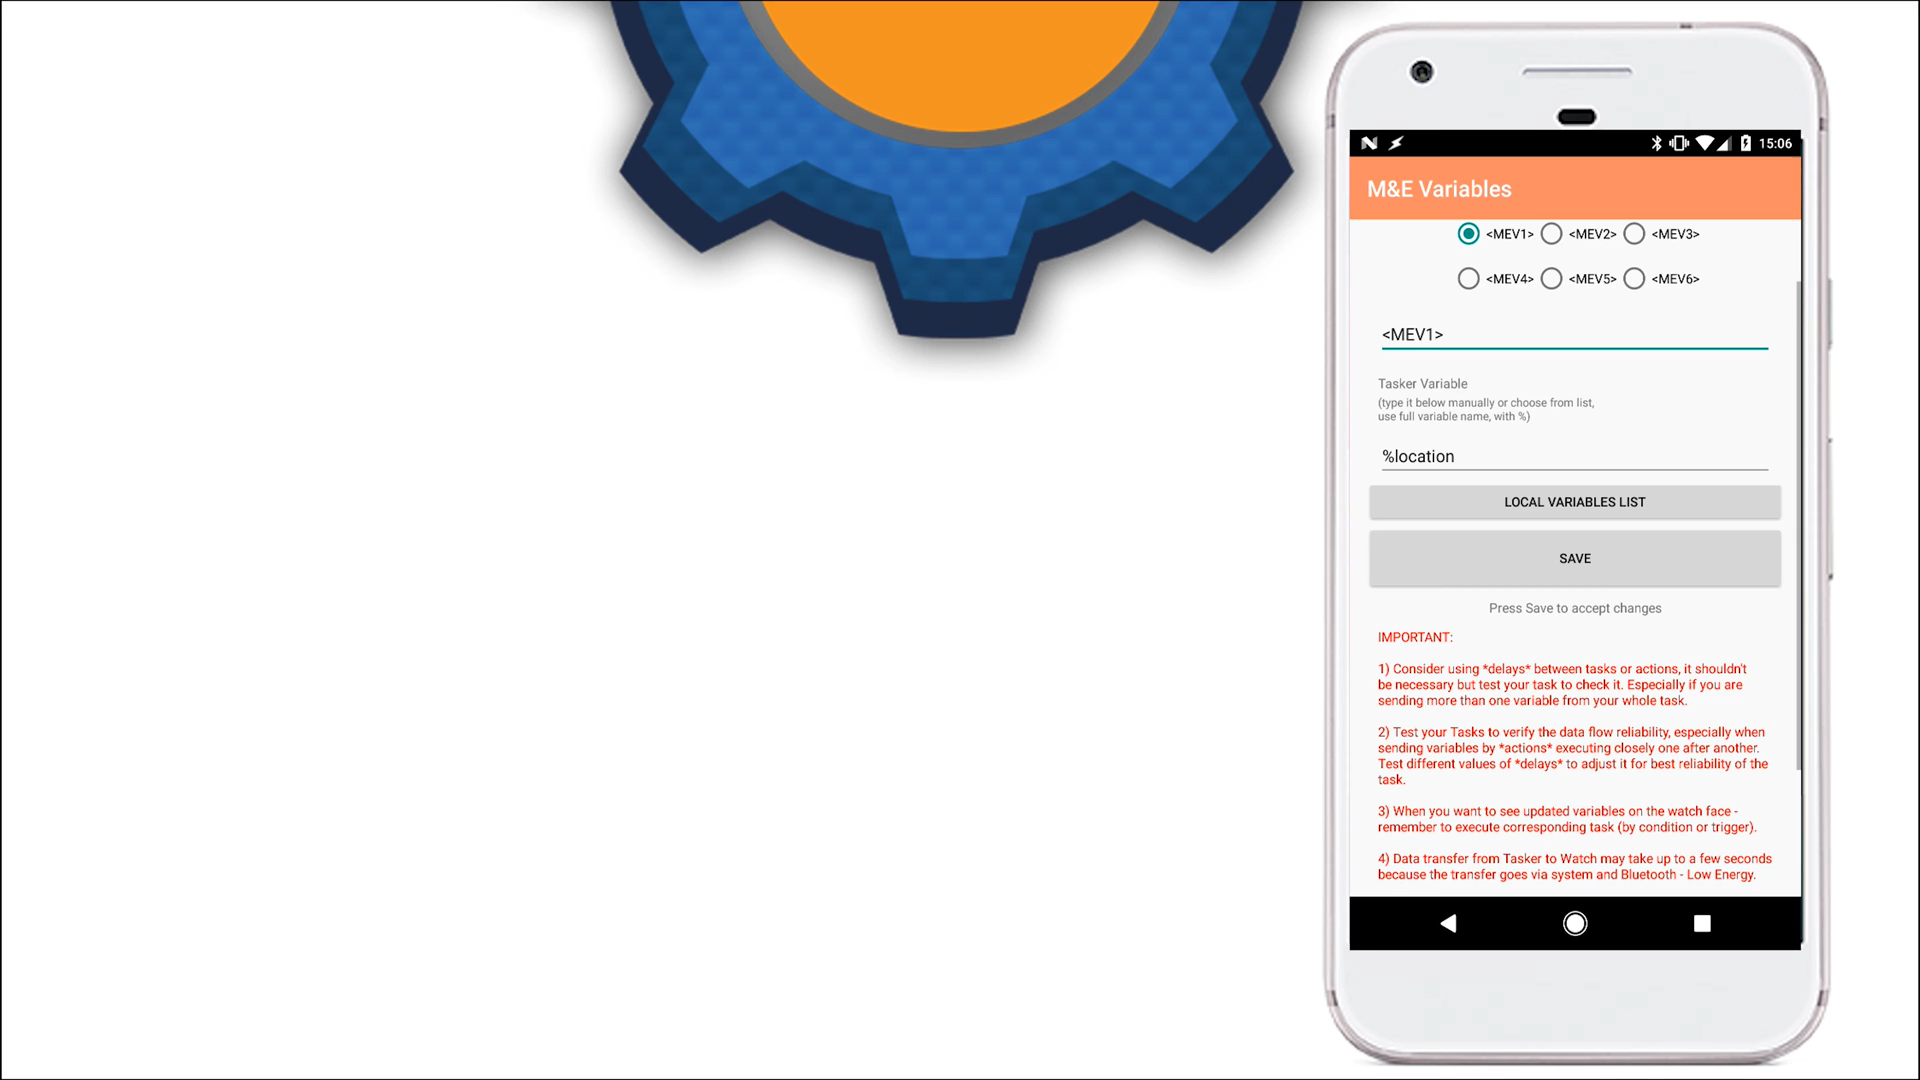 15:06
M&E Variables
<MEV1> <MEV2> <MEV3>
<MEV4> <MEV5> <MEV6>
<MEV1>
Tasker Variable
(type it below manually or choose from list,
use full variable name, with %)
%location
LOCAL VARIABLES LIST
SAVE
Press Save to accept changes
IMPORTANT:
1) Consider using *delays* between tasks or actions, it shouldn't
be necessary but test your task to check it. Especially if you are
sending more than one variable from your whole task.
2) Test your Tasks to verify the data flow reliability, especially when
sending variables by *actions* executing closely one after another.
Test different values of *delays* to adjust it for best reliability of the
task.
3) When you want to see updated variables on the watch face -
remember to execute corresponding task (by condition or trigger).
4) Data transfer from Tasker to Watch may take up to a few seconds
because the transfer goes via system and Bluetooth - Low Energy.